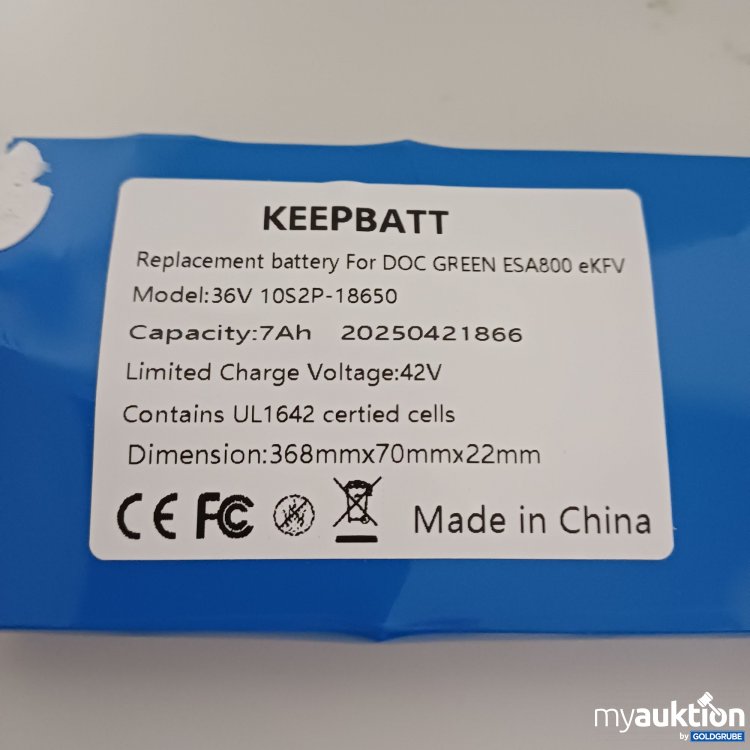 KEEPBATT
Replacement battery For DOC GREEN ESA800 eKFV
Model:36V 10S2P-18650
Capacity:7Ah 20250421866
Limited Charge Voltage:42V
Contains UL1642 certied cells
Dimension:368mmx70mmx22mm
CE FC Made in China
myauktion
by GOLDGRUBE